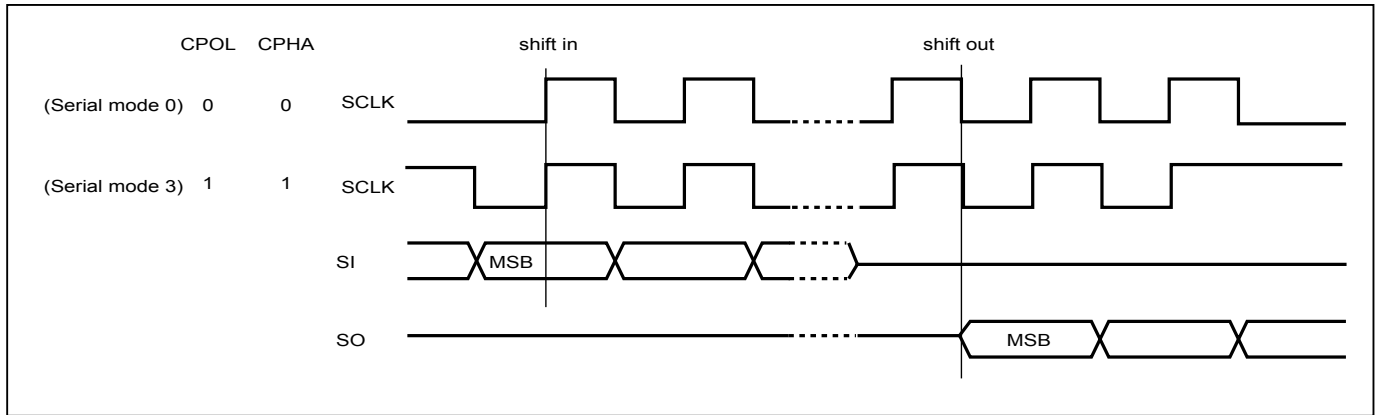 CPOL CPHA shift in shift out
(Serial mode 0) 0 0 SCLK
(Serial mode 3) 1 1 SCLK
SI MSB
SO MSB